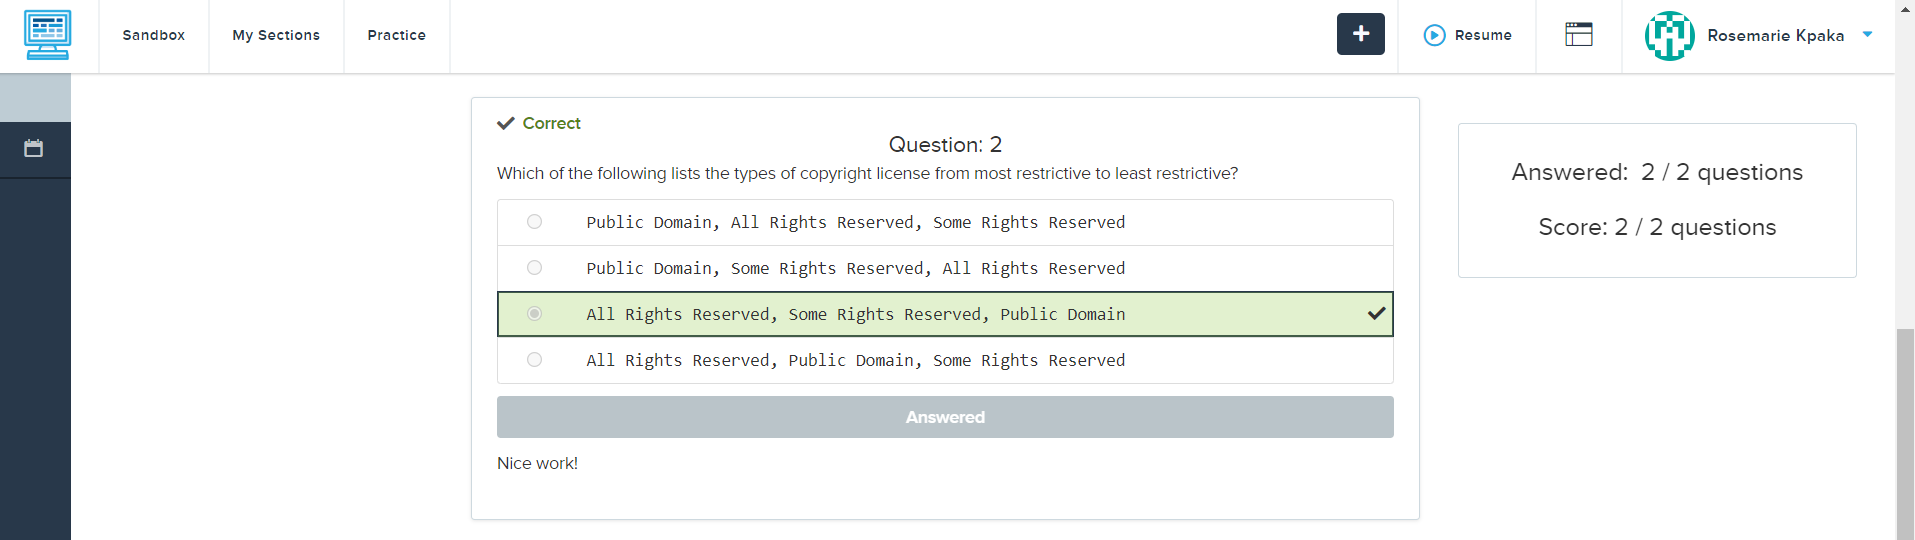 Sandbox
My Sections
Practice
+
Resume
Rosemarie Kpaka
Correct
Question: 2
Which of the following lists the types of copyright license from most restrictive to least restrictive?
Public Domain, All Rights Reserved, Some Rights Reserved
Public Domain, Some Rights Reserved, All Rights Reserved
All Rights Reserved, Some Rights Reserved, Public Domain
All Rights Reserved, Public Domain, Some Rights Reserved
Answered
Nice work!
Answered: 2 / 2 questions
Score: 2 / 2 questions